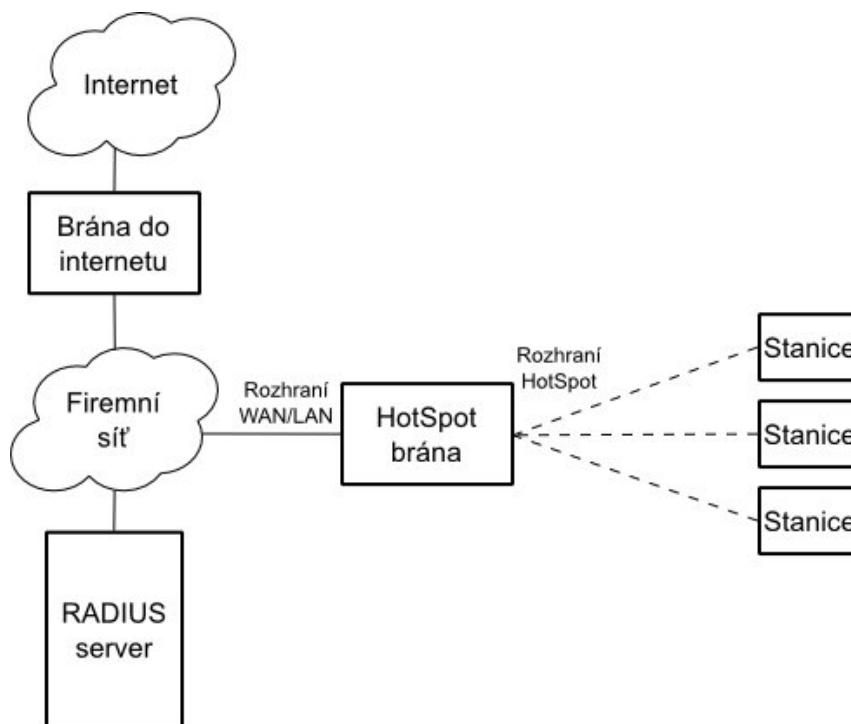 Internet
Brána do
internetu
Firemní
síť
Rozhraní
WAN/LAN
HotSpot
brána
Rozhraní
HotSpot
Stanice
Stanice
Stanice
RADIUS
server